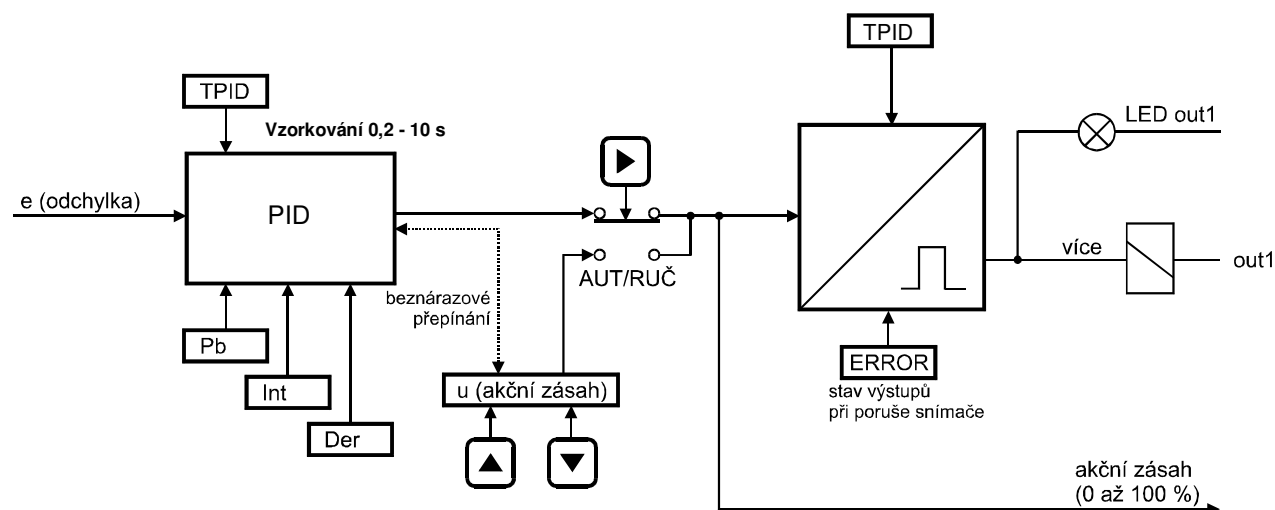 TPID
TPID
LED out1
Vzorkování 0,2 - 10 s
e (odchylka)
PID
AUT/RUČ
více
out1
beznárazové
přepínání
Pb
ERROR
Int
u (akční zásah)
stav výstupů
při poruše snímače
Der
akční zásah
(0 až 100 %)